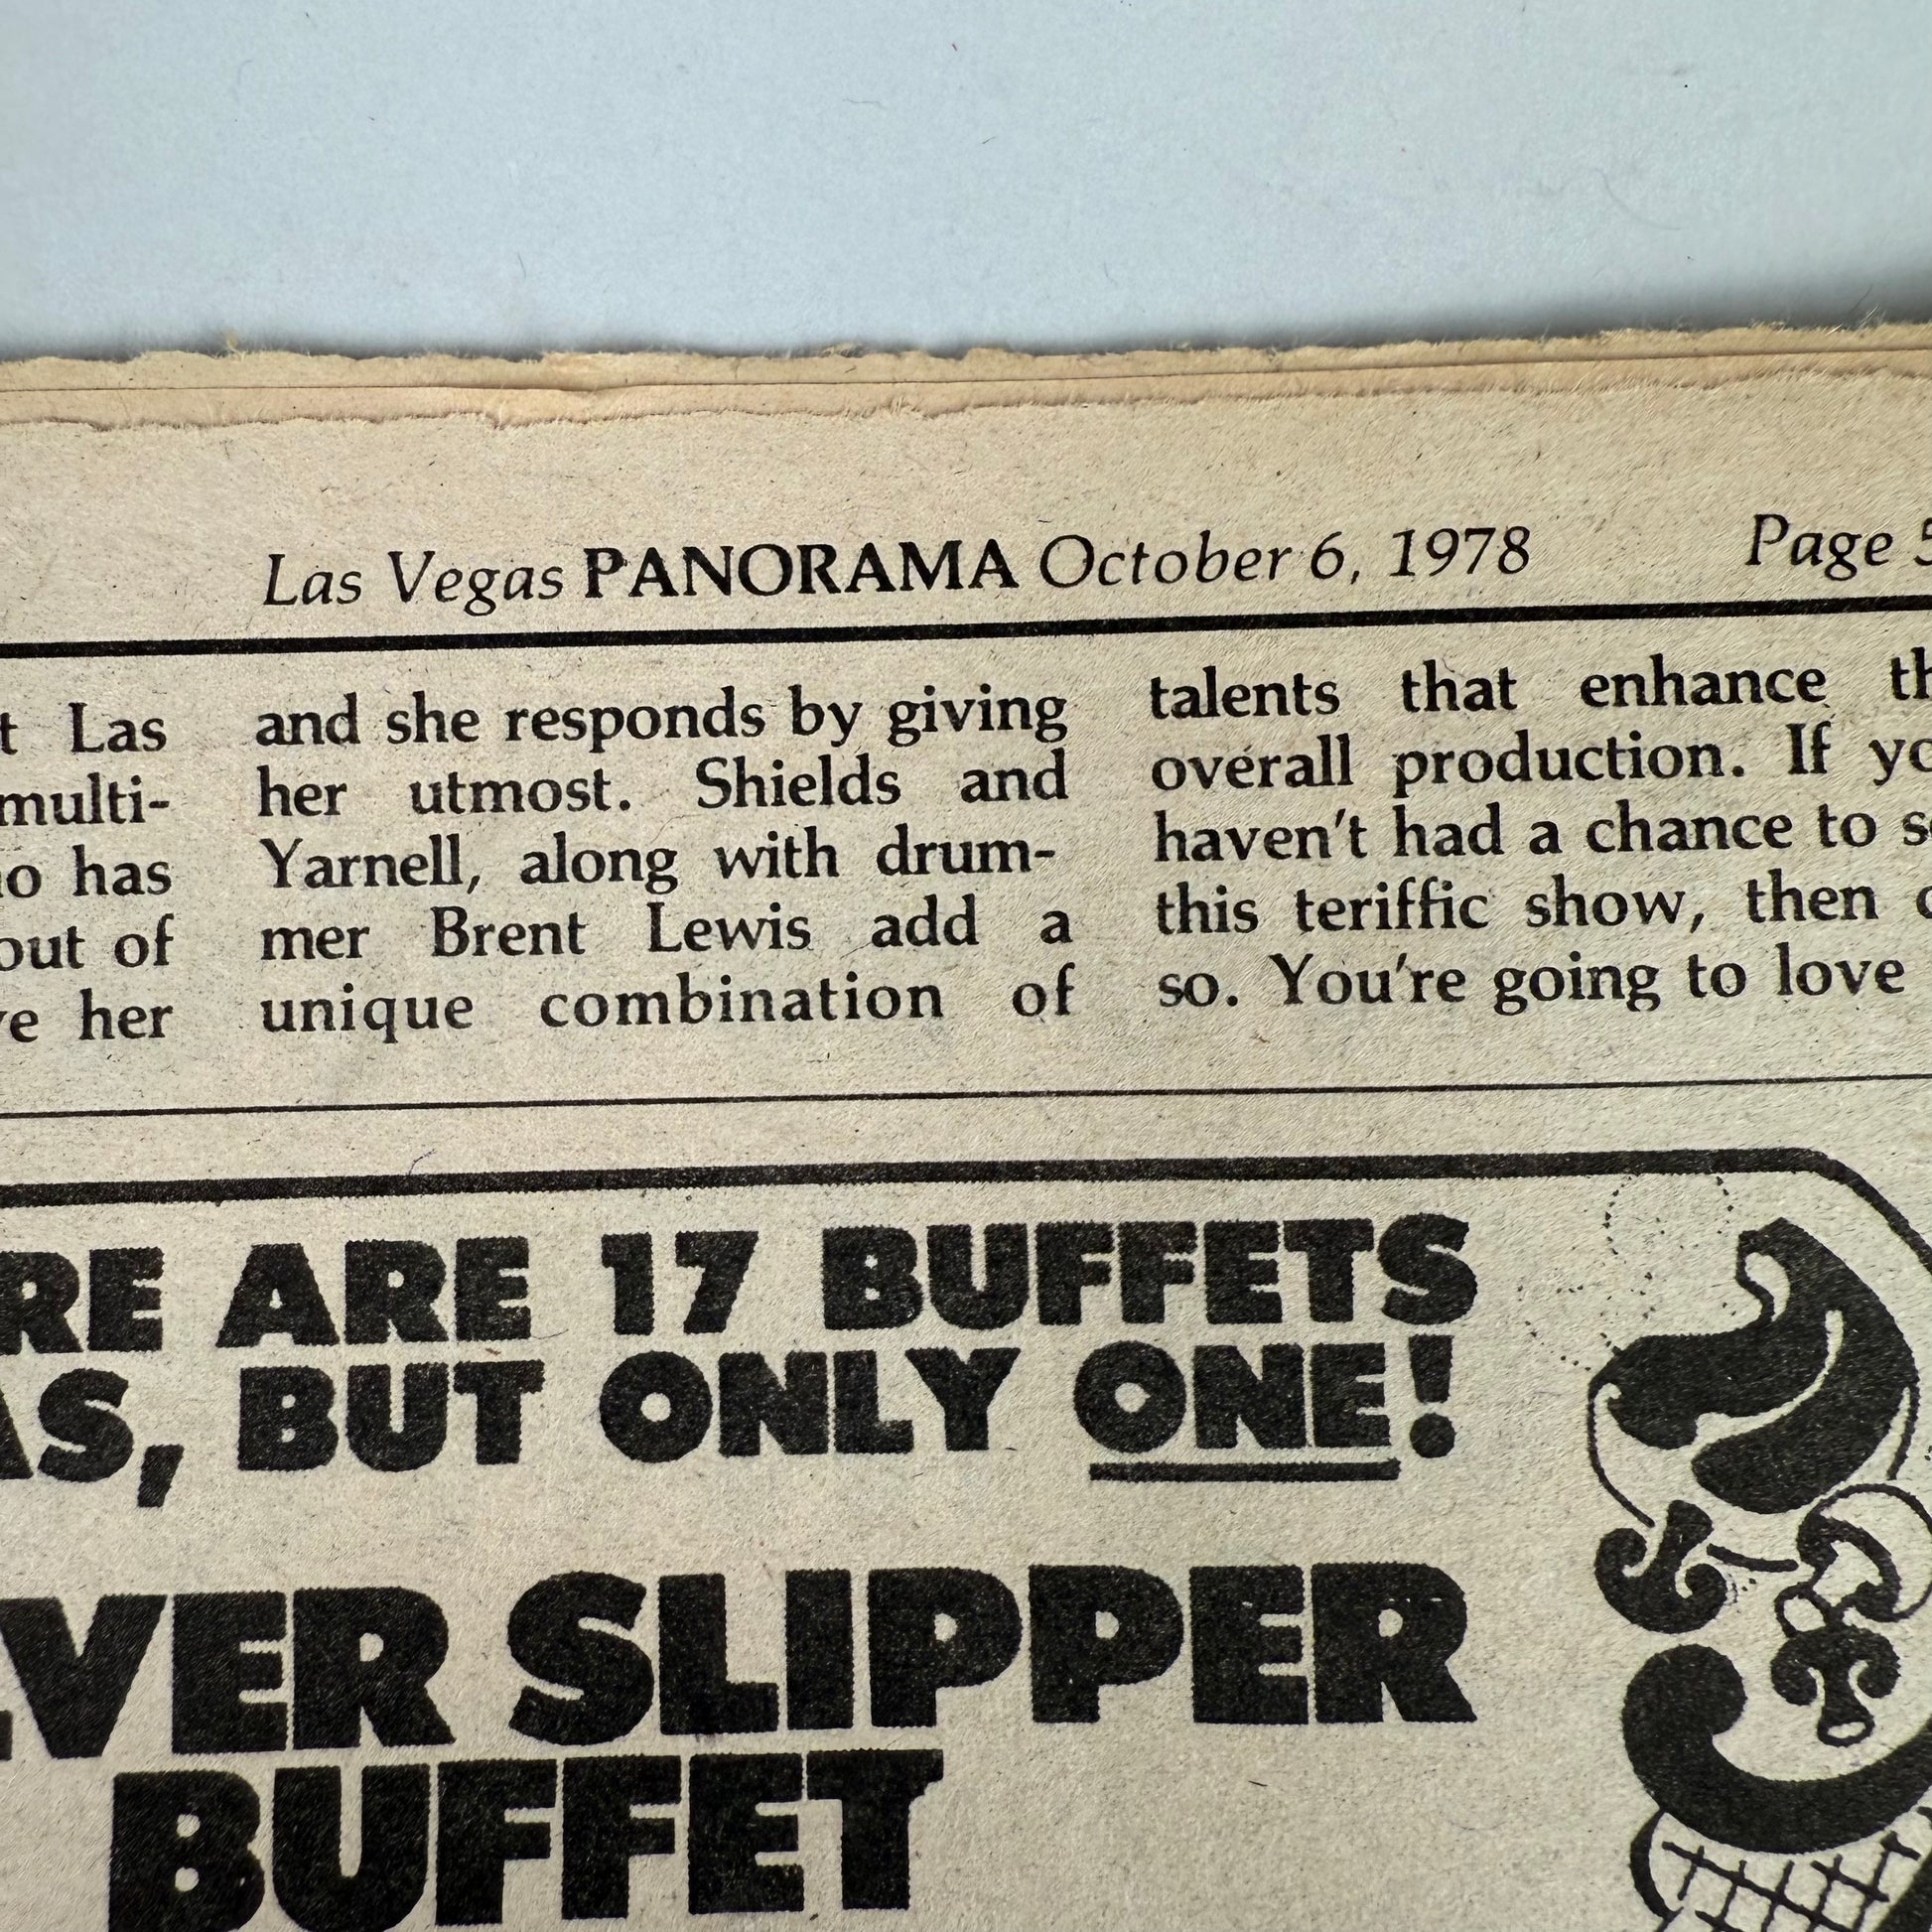 Las Vegas PANORAMA October 6, 1978 Page 5
t Las
multi-
o has
out of
e her
and she responds by giving
her utmost. Shields and
Yarnell, along with drum-
mer Brent Lewis add a
unique combination of
talents that enhance th
overall production. If yo
haven't had a chance to s
this teriffic show, then
so. You're going to love
RE ARE 17 BUFFETS
AS, BUT ONLY ONE!
VER SLIPPER
BUFFET